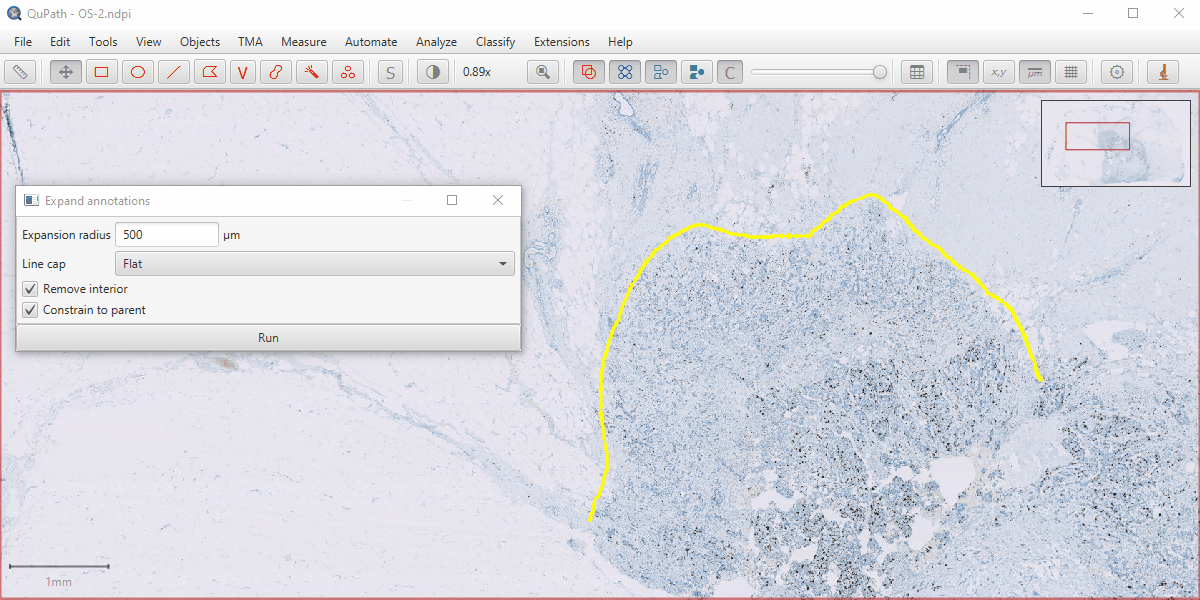 QuPath - OS-2.ndpi
File Edit Tools View Objects TMA Measure Automate Analyze Classify Extensions Help
V S 0.89x C x,y μm
Expand annotations
Expansion radius 500 μm
Line cap Flat
Remove interior
Constrain to parent
Run
1mm